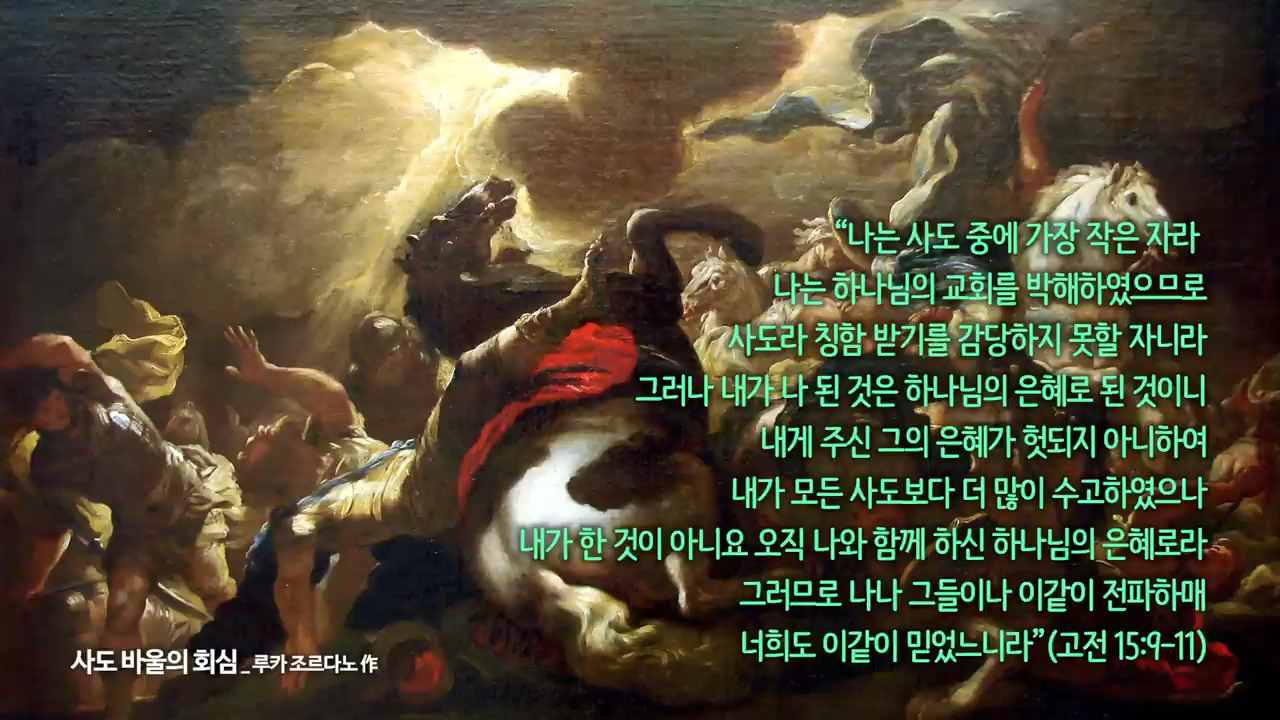 “나는 사도 중에 가장 작은 자라
나는 하나님의 교회를 박해하였으므로
사도라 칭함 받기를 감당하지 못할 자니라
그러나 내가 나 된 것은 하나님의 은혜로 된 것이니
내게 주신 그의 은혜가 헛되지 아니하여
내가 모든 사도보다 더 많이 수고하였으나
내가 한 것이 아니요 오직 나와 함께 하신 하나님의 은혜로라
그러므로 나나 그들이나 이같이 전파하매
너희도 이같이 믿었느니라”(고전 15:9-11)
사도 바울의 회심 _ 루카 조르다노 作